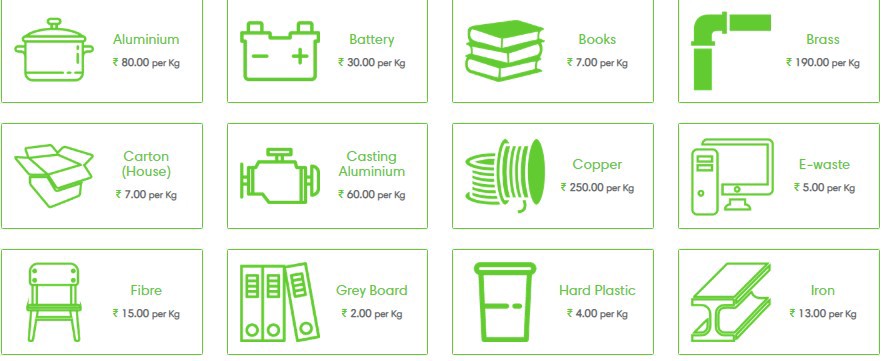 Aluminium
₹ 80.00 per Kg
Battery
₹ 30.00 per Kg
Books
₹ 7.00 per Kg
Brass
₹ 190.00 per Kg
Carton
(House)
₹ 7.00 per Kg
Casting
Aluminium
₹ 60.00 per Kg
Copper
₹ 250.00 per Kg
E-waste
₹ 5.00 per Kg
Fibre
₹ 15.00 per Kg
Grey Board
₹ 2.00 per Kg
Hard Plastic
₹ 4.00 per Kg
Iron
₹ 13.00 per Kg